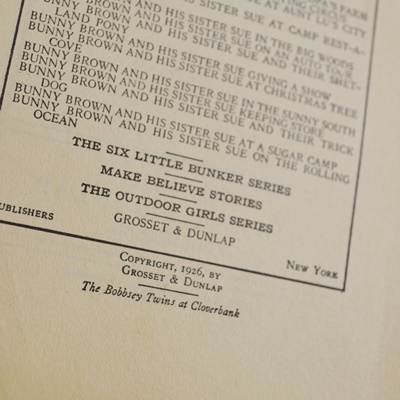 PA'S FARM
AUNT LU'S CITY
BUNNY BROWN AND HIS SISTER SUE AT CAMP REST-A-
BUNNY BROWN AND HIS SISTER SUE IN THE BIG WOODS
BUNNY BROWN AND HIS SISTER SUE ON AN AUTO TOUR
BUNNY BROWN AND HIS SISTER SUE AND THEIR SHET-
LAND PONY
BUNNY BROWN AND HIS SISTER SUE GIVING A SHOW
BUNNY BROWN AND HIS SISTER SUE AT CHRISTMAS TREE
COVE
BUNNY BROWN AND HIS SISTER SUE IN THE SUNNY SOUTH
BUNNY BROWN AND HIS SISTER SUE KEEPING STORE
BUNNY BROWN AND HIS SISTER SUE AND THEIR TRICK
DOG
BUNNY BROWN AND HIS SISTER SUE AT A SUGAR CAMP
BUNNY BROWN AND HIS SISTER SUE ON THE ROLLING
OCEAN
THE SIX LITTLE BUNKER SERIES
MAKE BELIEVE STORIES
THE OUTDOOR GIRLS SERIES
GROSSET & DUNLAP
UBLISHERS NEW YORK
COPYRIGHT, 1926, BY
GROSSET & DUNLAP
The Bobbsey Twins at Cloverbank